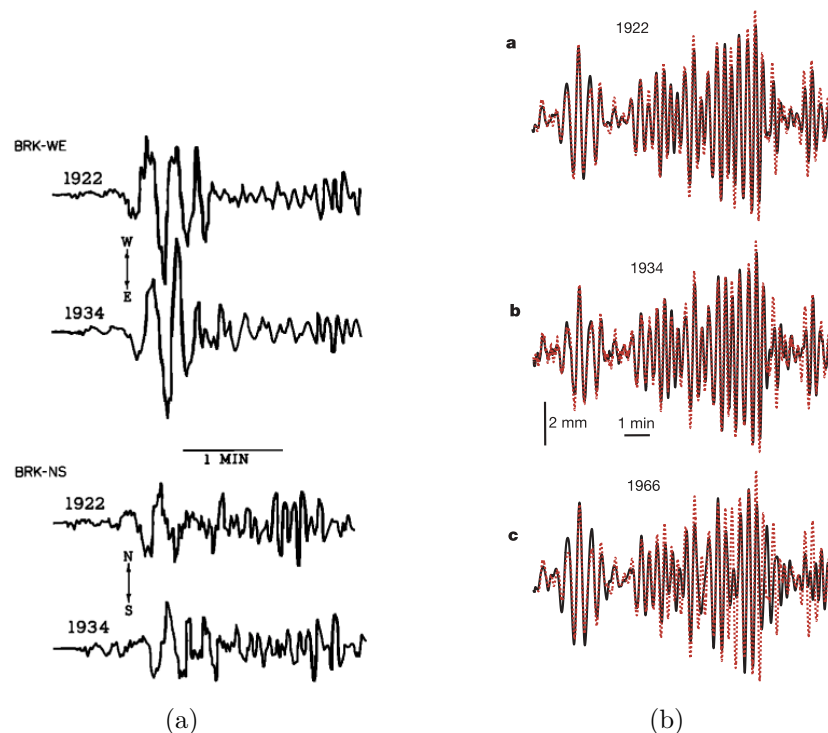 BRK-WE
1922
W
E
1934
1 MIN
BRK-NS
1922
N
S
1934
(a)
a
1922
b
1934
2 mm
1 min
c
1966
(b)